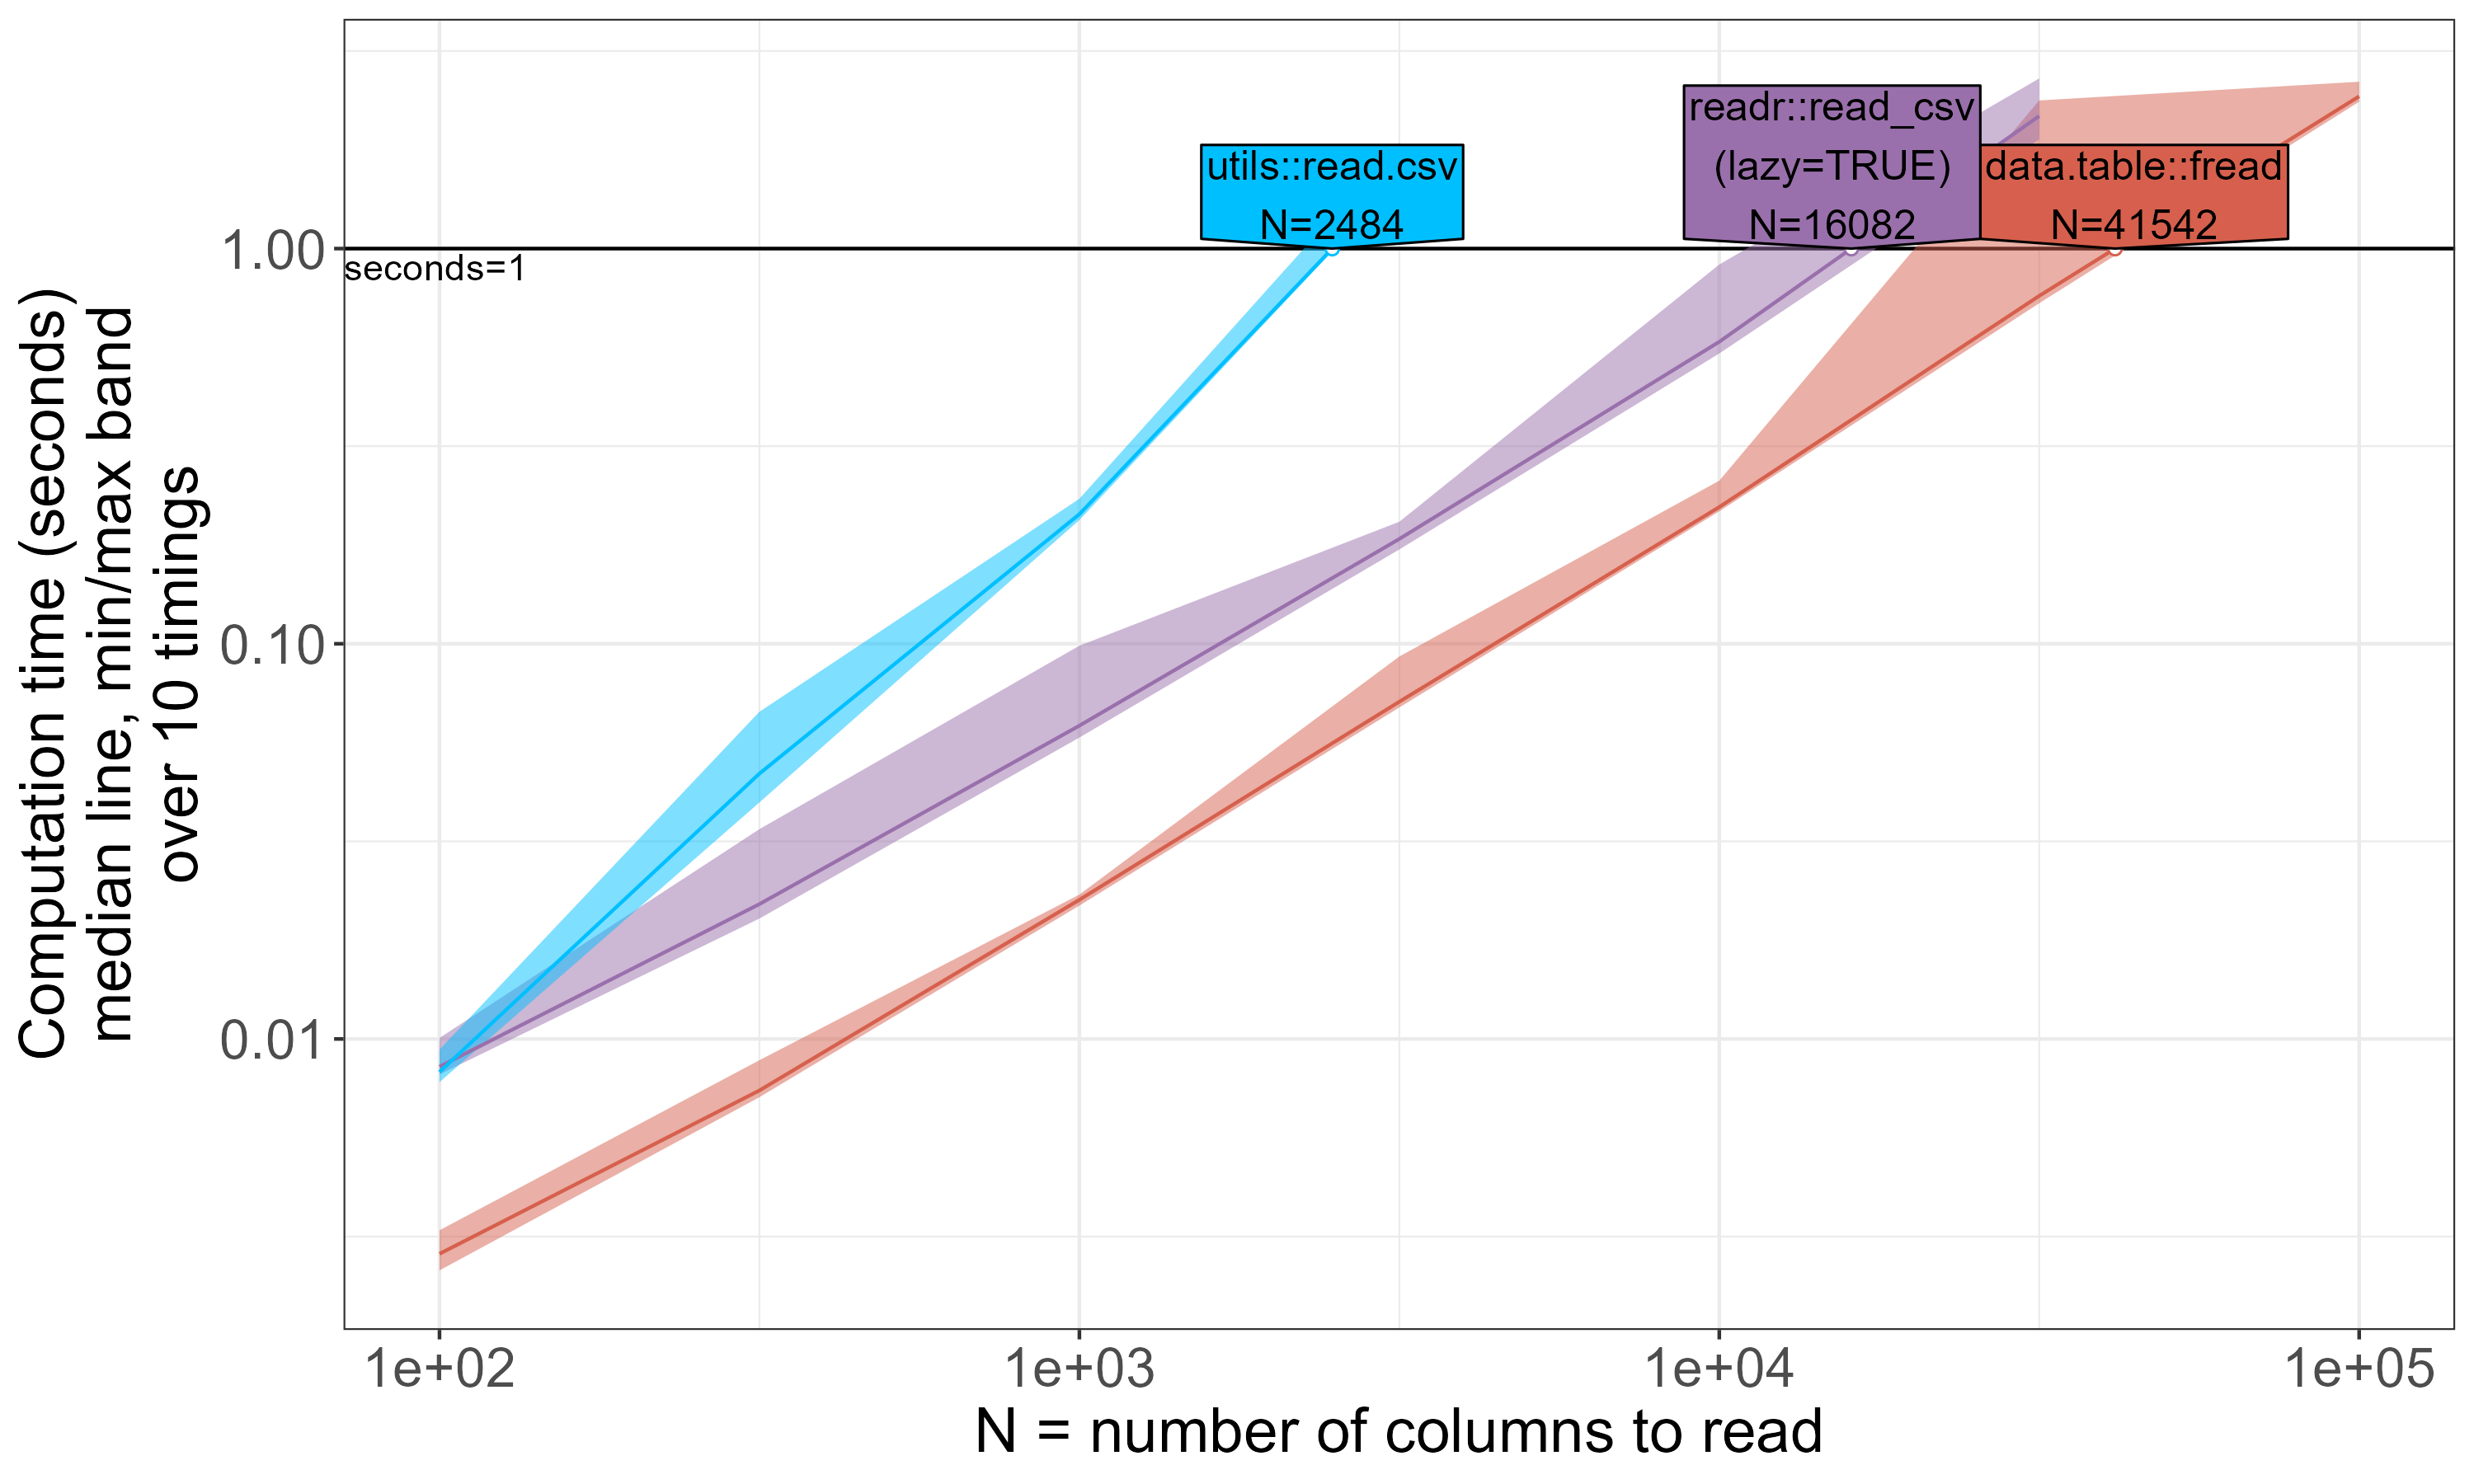 Computation time (seconds)
median line, min/max band
over 10 timings
1.00
0.10
0.01
seconds=1
utils::read.csv
N=2484
readr::read_csv
(lazy=TRUE)
N=16082
data.table::fread
N=41542
1e+02
1e+03
1e+04
1e+05
N = number of columns to read